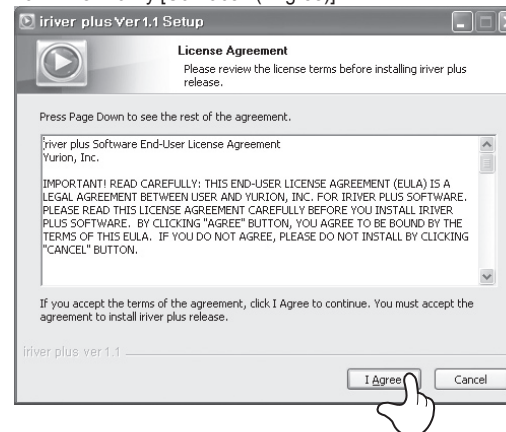 iriver plus Ver 1.1 Setup
License Agreement
Please review the license terms before installing iriver plus
release.
Press Page Down to see the rest of the agreement.
iriver plus Software End-User License Agreement
Yurion, Inc.
IMPORTANT! READ CAREFULLY: THIS END-USER LICENSE AGREEMENT (EULA) IS A
LEGAL AGREEMENT BETWEEN USER AND YURION, INC. FOR IRIVER PLUS SOFTWARE.
PLEASE READ THIS LICENSE AGREEMENT CAREFULLY BEFORE YOU INSTALL IRIVER
PLUS SOFTWARE. BY CLICKING "AGREE" BUTTON, YOU AGREE TO BE BOUND BY THE
TERMS OF THIS EULA. IF YOU DO NOT AGREE, PLEASE DO NOT INSTALL BY CLICKING
"CANCEL" BUTTON.
If you accept the terms of the agreement, click I Agree to continue. You must accept the
agreement to install iriver plus release.
iriver plus ver 1.1
I Agree
Cancel